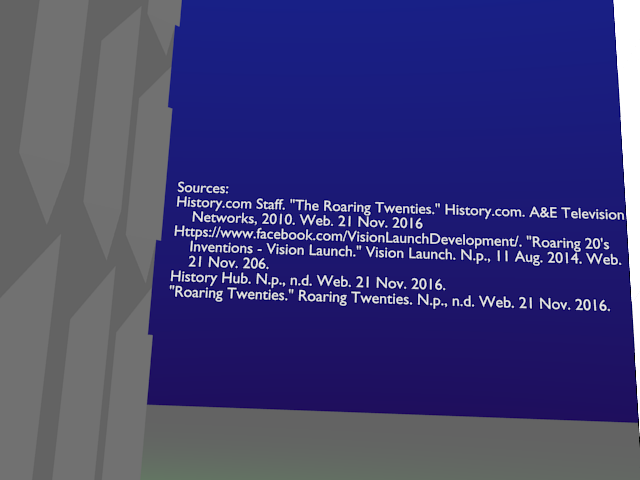 Sources:
History.com Staff. "The Roaring Twenties." History.com. A&E Television
Networks, 2010. Web. 21 Nov. 2016
Https://www.facebook.com/VisionLaunchDevelopment/. "Roaring 20's
Inventions - Vision Launch." Vision Launch. N.p., 11 Aug. 2014. Web.
21 Nov. 206.
History Hub. N.p., n.d. Web. 21 Nov. 2016.
"Roaring Twenties." Roaring Twenties. N.p., n.d. Web. 21 Nov. 2016.